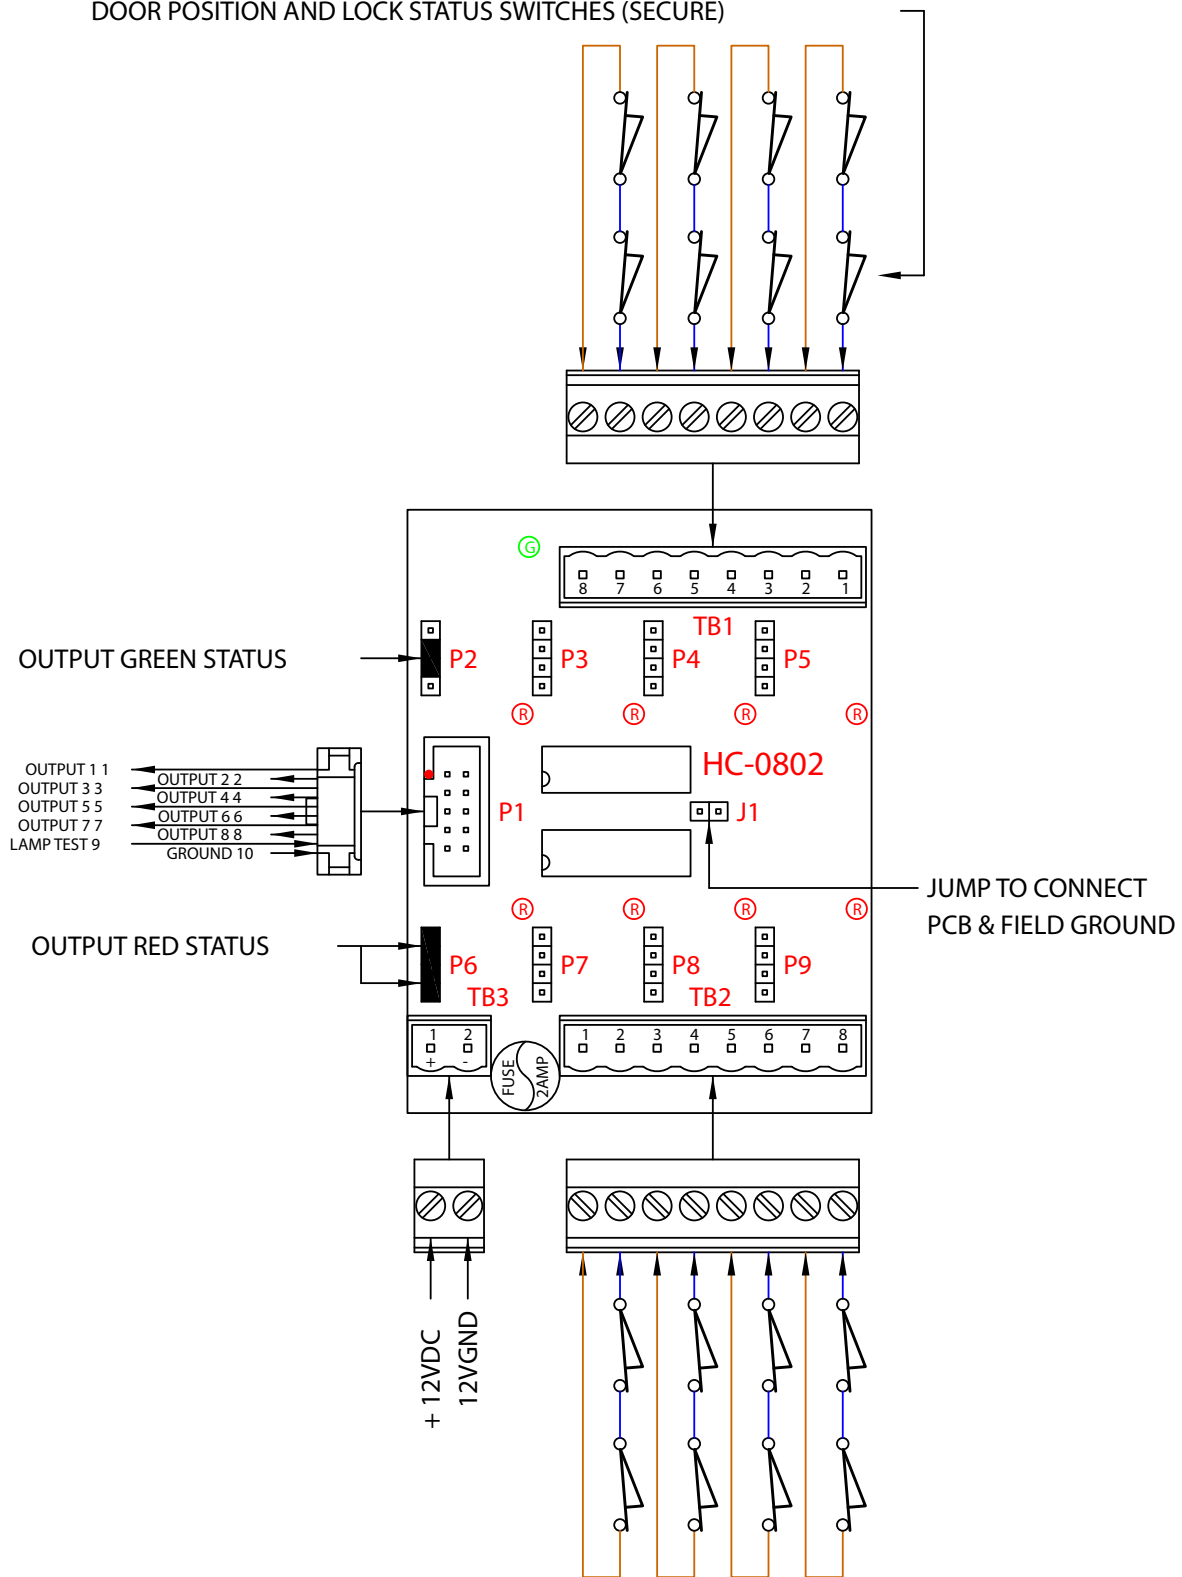 DOOR POSITION AND LOCK STATUS SWITCHES (SECURE)
G
8 7 6 5 4 3 2 1
TB1
OUTPUT GREEN STATUS
P2 P3 P4 P5
R R R R
HC-0802
OUTPUT 1 1
OUTPUT 2 2
OUTPUT 3 3
OUTPUT 4 4
OUTPUT 5 5
OUTPUT 6 6
OUTPUT 7 7
OUTPUT 8 8
LAMP TEST 9
GROUND 10
P1
J1
JUMP TO CONNECT
PCB & FIELD GROUND
R R R R
OUTPUT RED STATUS
P6 P7 P8 P9
TB3 TB2
1 2
+ -
FUSE
2AMP
1 2 3 4 5 6 7 8
+ 12VDC
12VGND